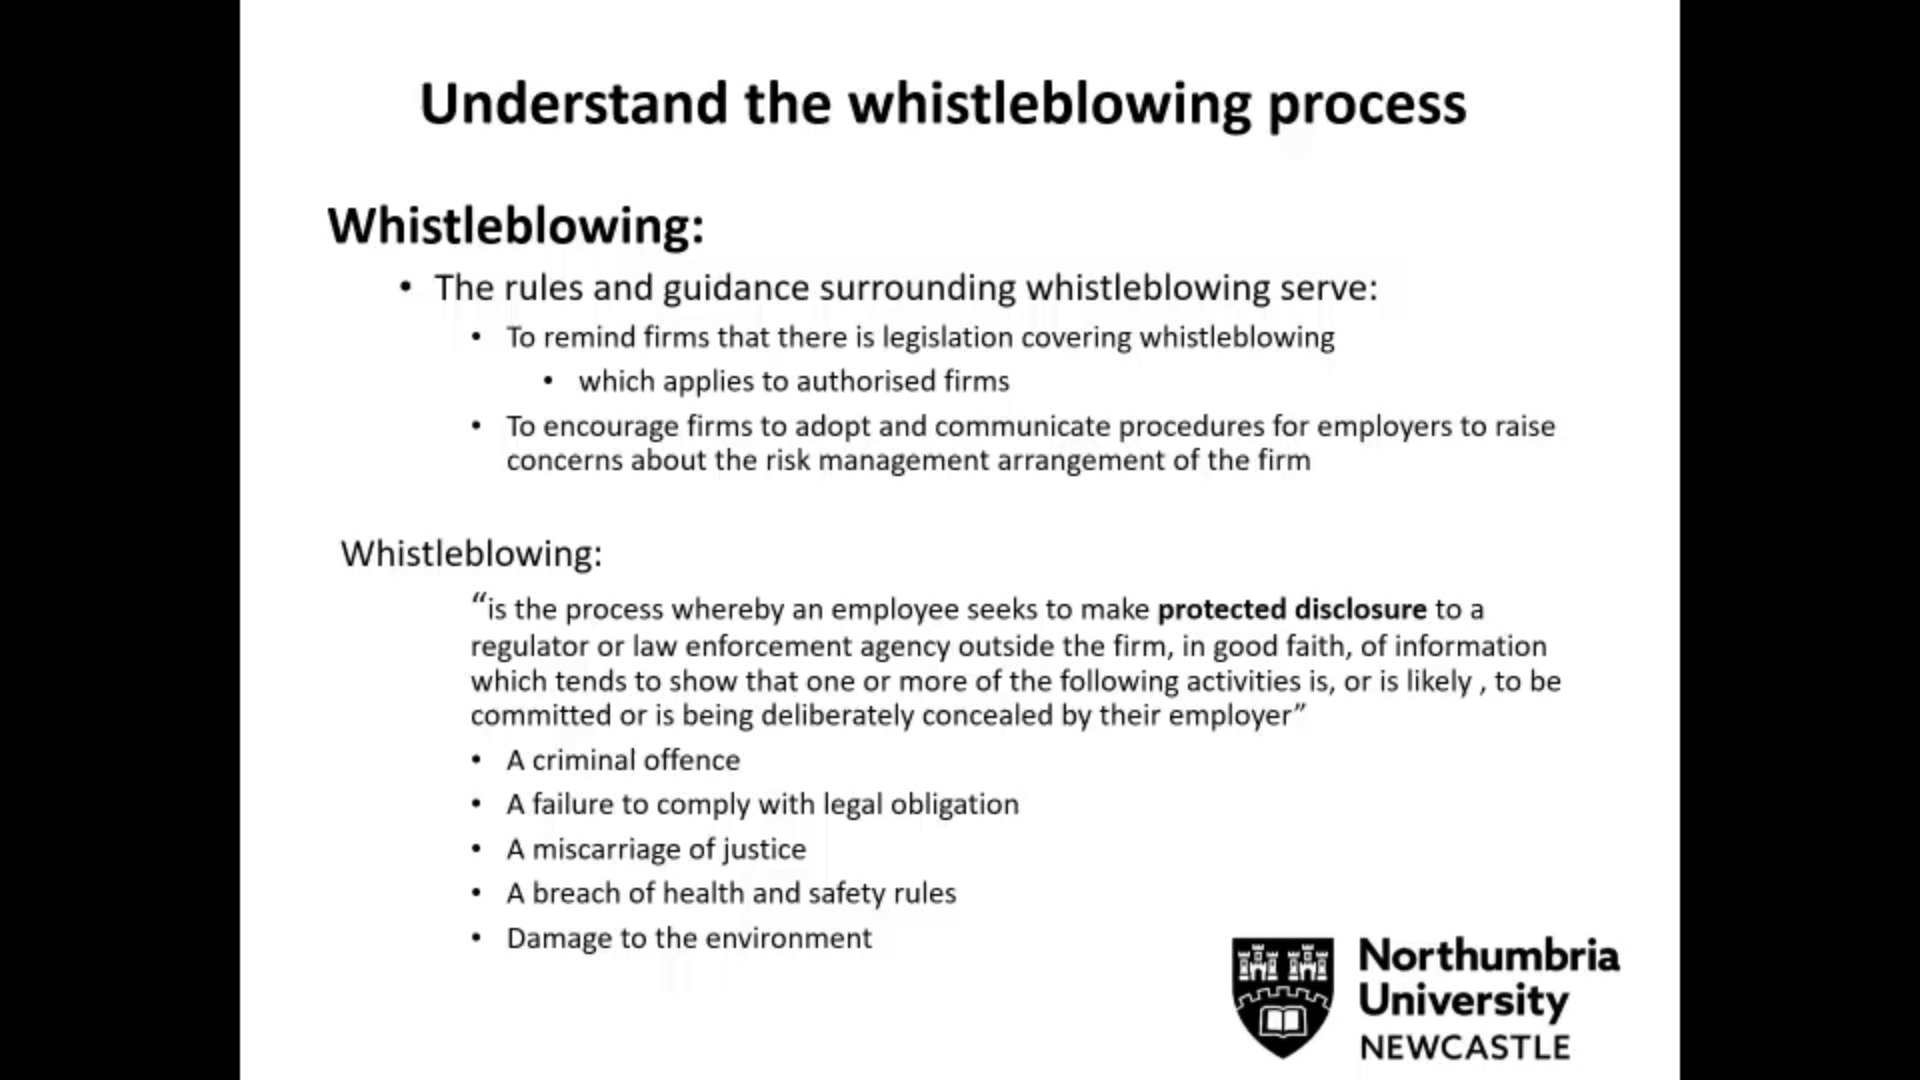 Understand the whistleblowing process
Whistleblowing:
• The rules and guidance surrounding whistleblowing serve:
• To remind firms that there is legislation covering whistleblowing
• which applies to authorised firms
• To encourage firms to adopt and communicate procedures for employers to raise
concerns about the risk management arrangement of the firm
Whistleblowing:
“is the process whereby an employee seeks to make protected disclosure to a
regulator or law enforcement agency outside the firm, in good faith, of information
which tends to show that one or more of the following activities is, or is likely , to be
committed or is being deliberately concealed by their employer”
• A criminal offence
• A failure to comply with legal obligation
• A miscarriage of justice
• A breach of health and safety rules
• Damage to the environment
Northumbria
University
NEWCASTLE